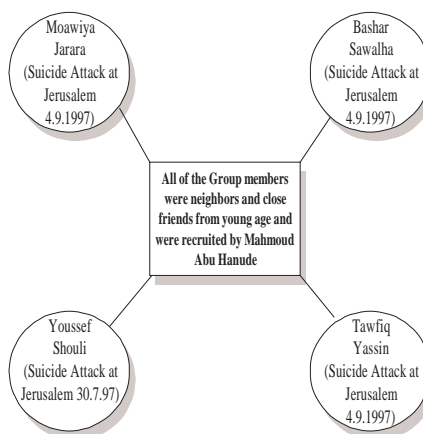 Moawiya
Jarara
(Suicide Attack at
Jerusalem
4.9.1997)
Bashar
Sawalha
(Suicide Attack at
Jerusalem
4.9.1997)
All of the Group members
were neighbors and close
friends from young age and
were recruited by Mahmoud
Abu Hanude
Youssef
Shouli
(Suicide Attack at
Jerusalem 30.7.97)
Tawfiq
Yassin
(Suicide Attack at
Jerusalem
4.9.1997)